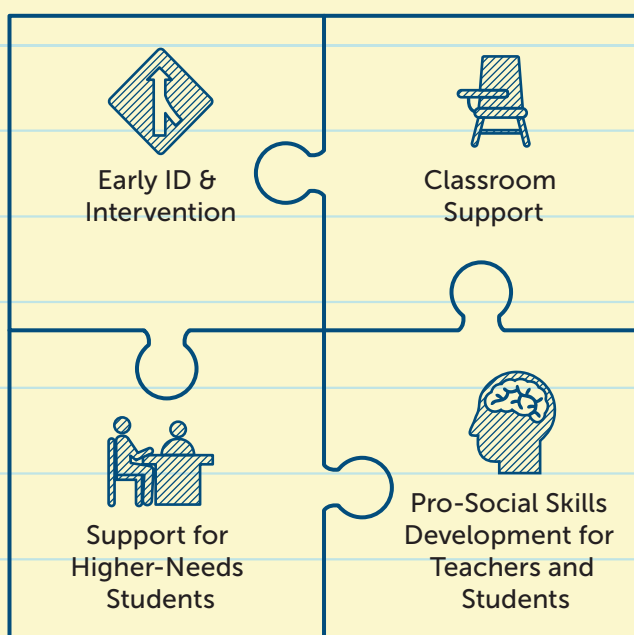 Early ID &
Intervention
Classroom
Support
Support for
Higher-Needs
Students
Pro-Social Skills
Development for
Teachers and
Students